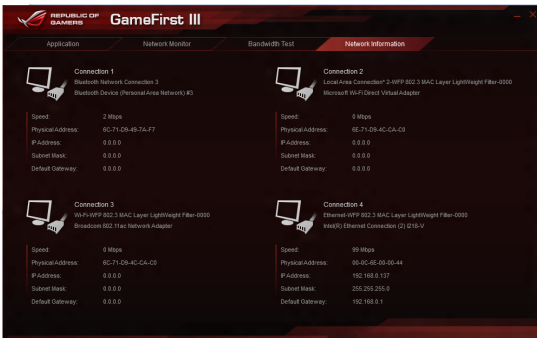 REPUBLIC OF
GAMERS
GameFirst III
Application
Network Monitor
Bandwidth Test
Network Information
Connection 1
Bluetooth Network Connection 3
Bluetooth Device (Personal Area Network) #3
Speed: 2 Mbps
Physical Address: 6C-71-D9-49-7A-F7
IP Address: 0.0.0.0
Subnet Mask: 0.0.0.0
Default Gateway: 0.0.0.0
Connection 2
Local Area Connection* 2-WFP 802.3 MAC Layer LightWeight Filter-0000
Microsoft Wi-Fi Direct Virtual Adapter
Speed: 0 Mbps
Physical Address: 6E-71-D9-4C-CA-C0
IP Address: 0.0.0.0
Subnet Mask: 0.0.0.0
Default Gateway: 0.0.0.0
Connection 3
Wi-Fi-WFP 802.3 MAC Layer LightWeight Filter-0000
Broadcom 802.11ac Network Adapter
Speed: 0 Mbps
Physical Address: 6C-71-D9-4C-CA-C0
IP Address: 0.0.0.0
Subnet Mask: 0.0.0.0
Default Gateway: 0.0.0.0
Connection 4
Ethernet-WFP 802.3 MAC Layer LightWeight Filter-0000
Intel(R) Ethernet Connection (2) I218-V
Speed: 99 Mbps
Physical Address: 00-0C-6E-00-00-44
IP Address: 192.168.0.137
Subnet Mask: 255.255.255.0
Default Gateway: 192.168.0.1